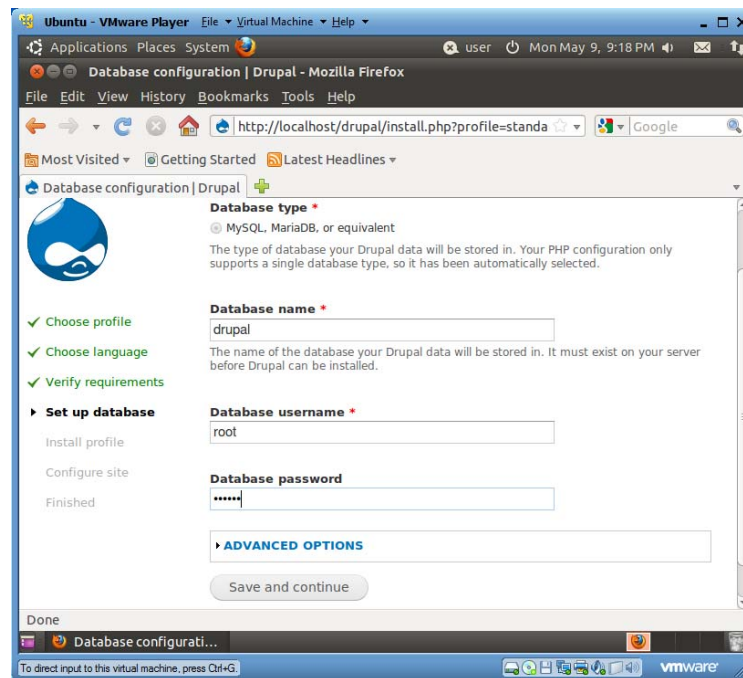 Ubuntu - VMware Player File Virtual Machine Help
Applications Places System user Mon May 9, 9:18 PM
Database configuration | Drupal - Mozilla Firefox
File Edit View History Bookmarks Tools Help
http://localhost/drupal/install.php?profile=standa Google
Most Visited Getting Started Latest Headlines
Database configuration | Drupal
Database type *
MySQL, MariaDB, or equivalent
The type of database your Drupal data will be stored in. Your PHP configuration only
supports a single database type, so it has been automatically selected.
Choose profile
Choose language
Verify requirements
Set up database
Install profile
Configure site
Finished
Database name *
drupal
The name of the database your Drupal data will be stored in. It must exist on your server
before Drupal can be installed.
Database username *
root
Database password
••••••
ADVANCED OPTIONS
Save and continue
Done
Database configurati...
To direct input to this virtual machine, press Ctrl+G.
vmware